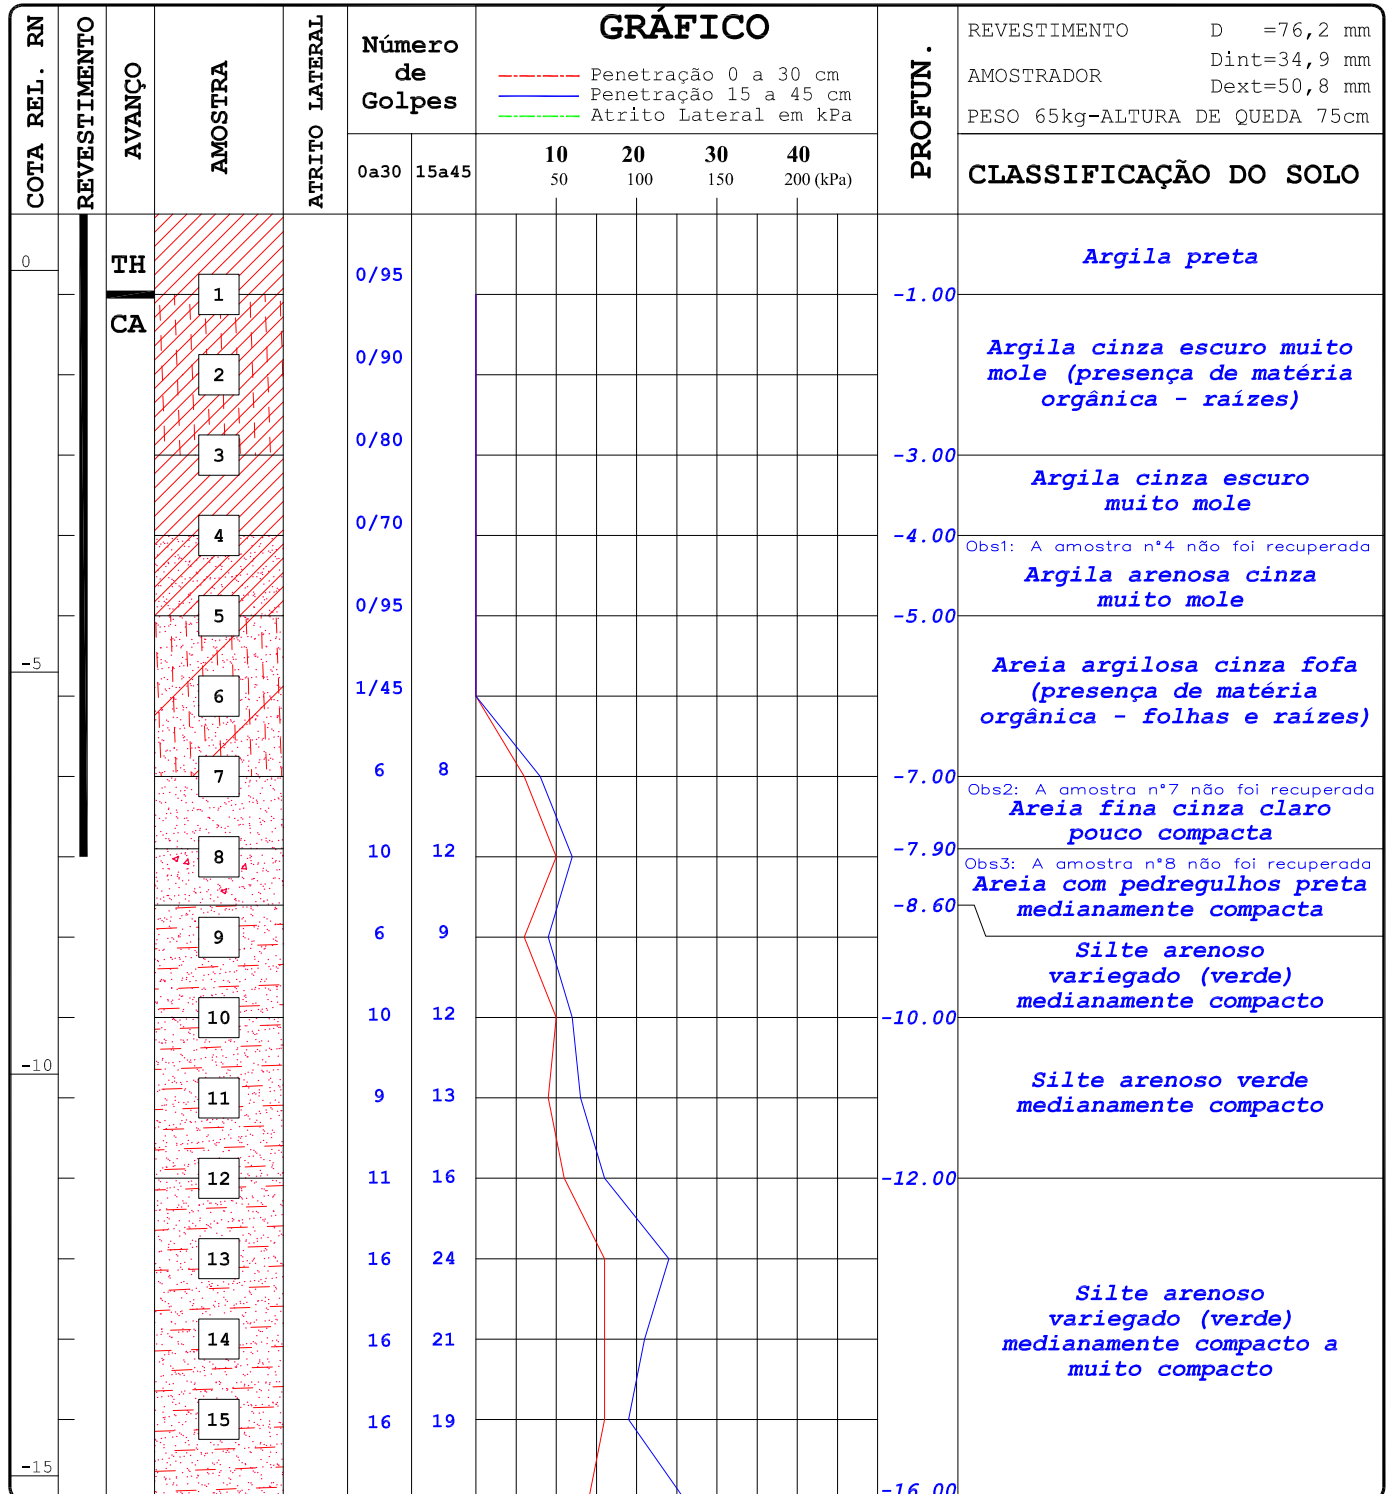 COTA REL. RN
REVESTIMENTO
AVANÇO
AMOSTRA
ATRITO LATERAL
Número
de
Golpes
0a30 15a45
GRÁFICO
Penetração 0 a 30 cm
Penetração 15 a 45 cm
Atrito Lateral em kPa
10 20 30 40
50 100 150 200 (kPa)
PROFUN.
REVESTIMENTO D =76,2 mm
AMOSTRADOR Dint=34,9 mm
Dext=50,8 mm
PESO 65kg-ALTURA DE QUEDA 75cm
CLASSIFICAÇÃO DO SOLO
0
TH
0/95
Argila preta
1
-1.00
CA
0/90
Argila cinza escuro muito
mole (presença de matéria
orgânica - raízes)
2
0/80
3
-3.00
Argila cinza escuro
muito mole
0/70
4
-4.00
Obs1: A amostra n°4 não foi recuperada
Argila arenosa cinza
muito mole
0/95
5
-5.00
-5
Areia argilosa cinza fofa
(presença de matéria
orgânica - folhas e raízes)
6
1/45
7
6 8
-7.00
Obs2: A amostra n°7 não foi recuperada
Areia fina cinza claro
pouco compacta
8
10 12
-7.90
Obs3: A amostra n°8 não foi recuperada
Areia com pedregulhos preta
medianamente compacta
-8.60
9
6 9
Silte arenoso
variegado (verde)
medianamente compacto
10
10 12
-10.00
-10
Silte arenoso verde
medianamente compacto
11
9 13
12
11 16
-12.00
13
16 24
Silte arenoso
variegado (verde)
medianamente compacto a
muito compacto
14
16 21
15
16 19
-15
-16.00